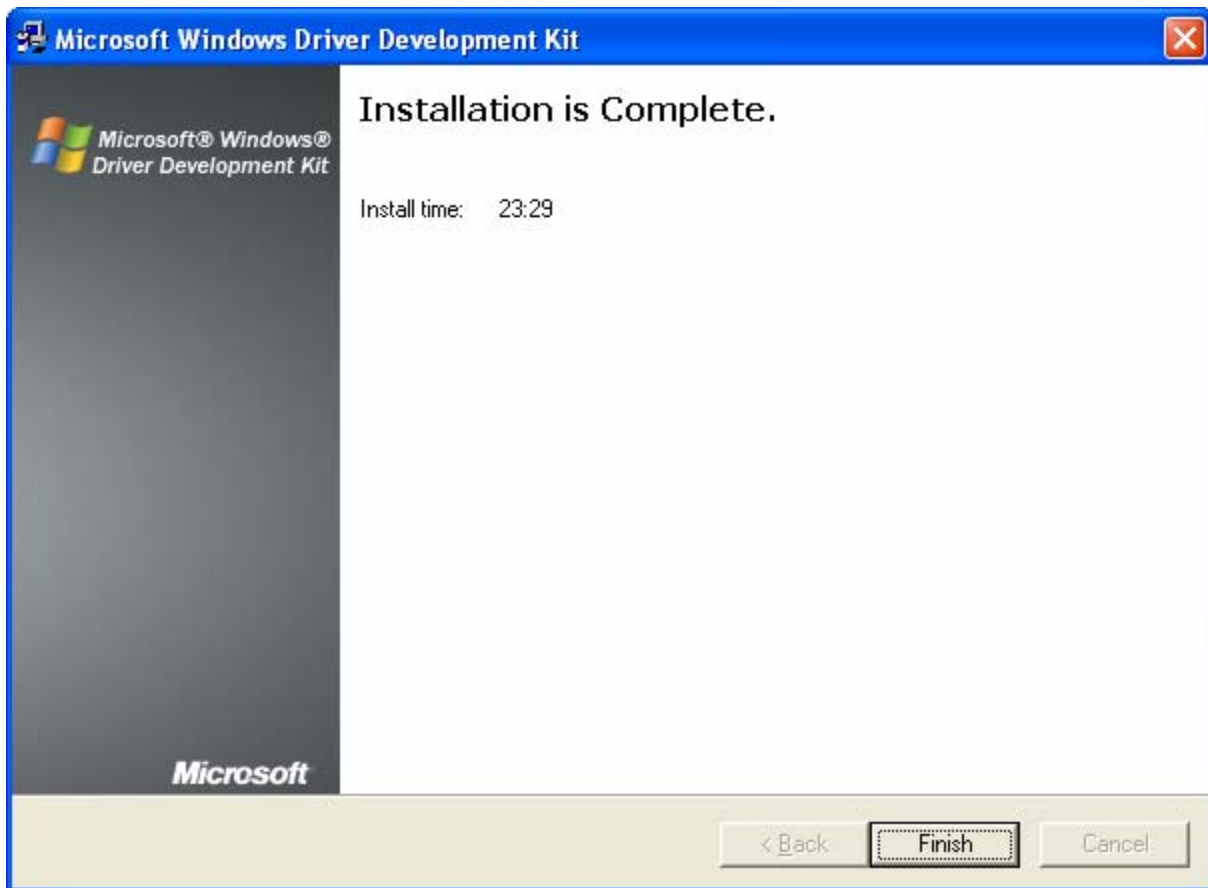 Microsoft Windows Driver Development Kit
Microsoft® Windows®
Driver Development Kit
Installation is Complete.
Install time: 23:29
Microsoft
< Back Finish Cancel